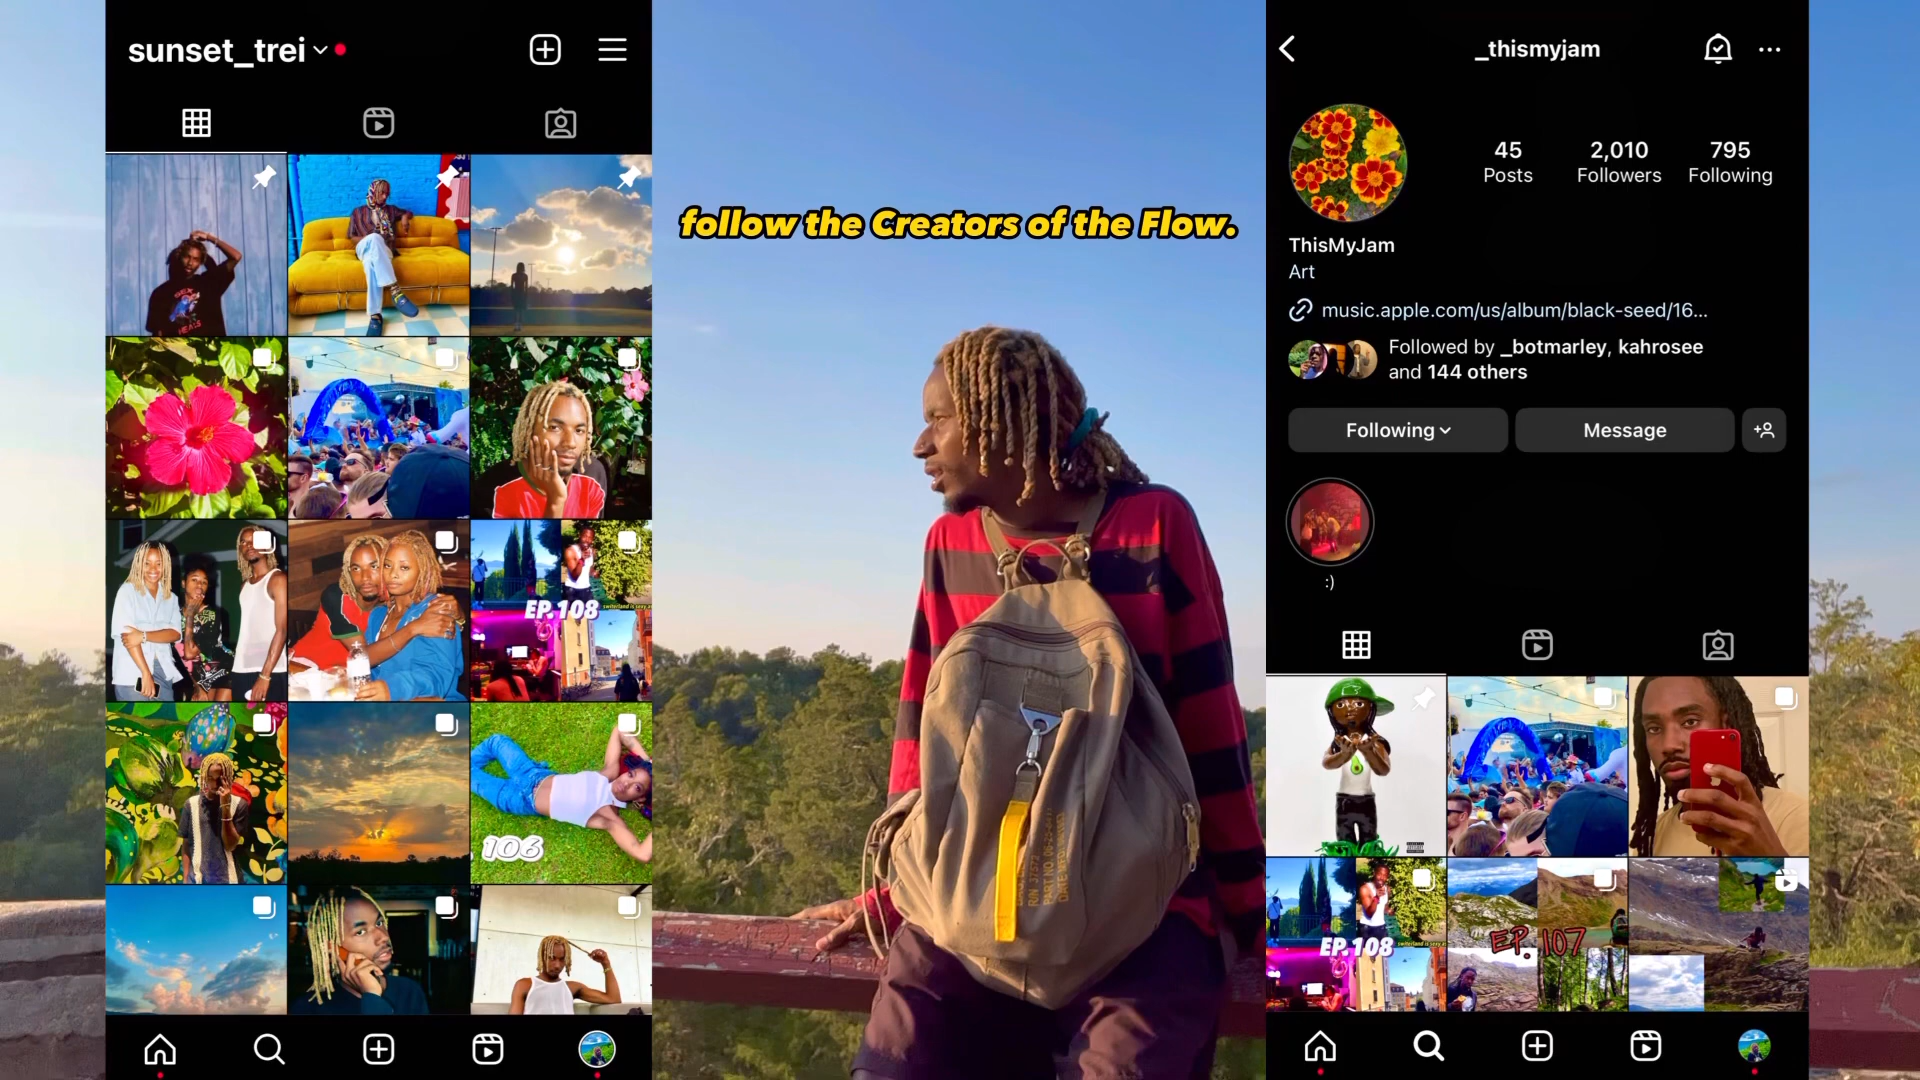 sunset_trei
EP.108
106
follow the Creators of the Flow.
_thismyjam
45
Posts
2,010
Followers
795
Following
ThisMyJam
Art
music.apple.com/us/album/black-seed/16...
Followed by _botmarley, kahrosee
and 144 others
Following
Message
:)
EP.108
EP. 107